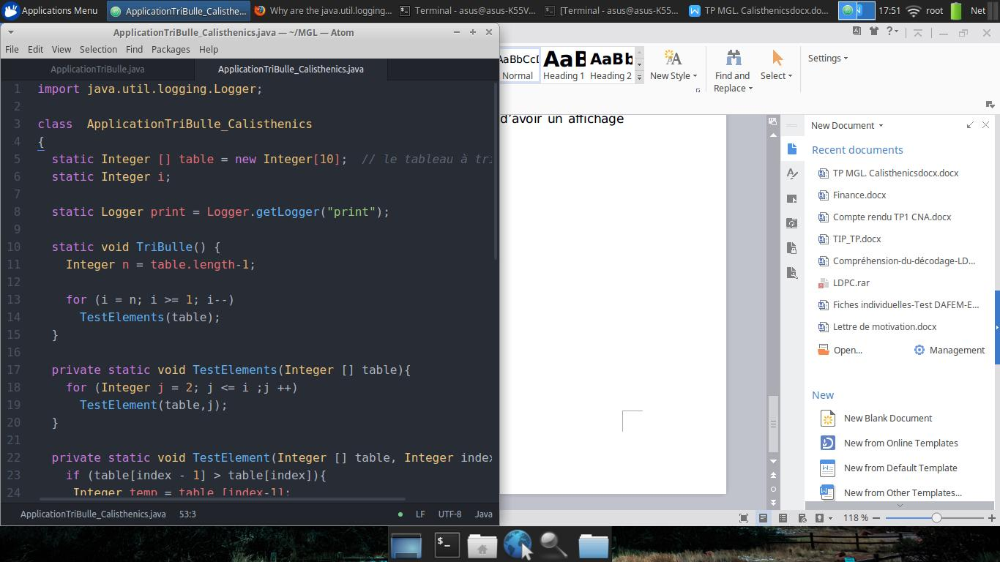 Applications Menu
ApplicationTriBulle_Calisthe...
Why are the java.util.logging...
Terminal - asus@asus-K55V...
[Terminal - asus@asus-K55...
TP MGL. Calisthenicsdocx.do...
17:51
root
Net
ApplicationTriBulle_Calisthenics.java — ~/MGL — Atom
File Edit View Selection Find Packages Help
ApplicationTriBulle.java
ApplicationTriBulle_Calisthenics.java
1 import java.util.logging.Logger;
2
3 class  ApplicationTriBulle_Calisthenics
4 {
5   static Integer [] table = new Integer[10];  // le tableau à tri
6   static Integer i;
7
8   static Logger print = Logger.getLogger("print");
9
10   static void TriBulle() {
11     Integer n = table.length-1;
12
13     for (i = n; i >= 1; i--)
14       TestElements(table);
15   }
16
17   private static void TestElements(Integer [] table){
18     for (Integer j = 2; j <= i ;j ++)
19       TestElement(table,j);
20   }
21
22   private static void TestElement(Integer [] table, Integer index
23     if (table[index - 1] > table[index]){
24      Integer temp = table [index-1];
ApplicationTriBulle_Calisthenics.java 53:3
LF UTF-8 Java
AaBbCcD
Normal
AaB
Heading 1
AaBb
Heading 2
New Style
Find and
Replace
Select
Settings
d’avoir un affichage
New Document
Recent documents
TP MGL. Calisthenicsdocx.docx
Finance.docx
Compte rendu TP1 CNA.docx
TIP_TP.docx
Compréhension-du-décodage-LD...
LDPC.rar
Fiches individuelles-Test DAFEM-E...
Lettre de motivation.docx
Open...
Management
New
New Blank Document
New from Online Templates
New from Default Template
New from Other Templates...
118 %